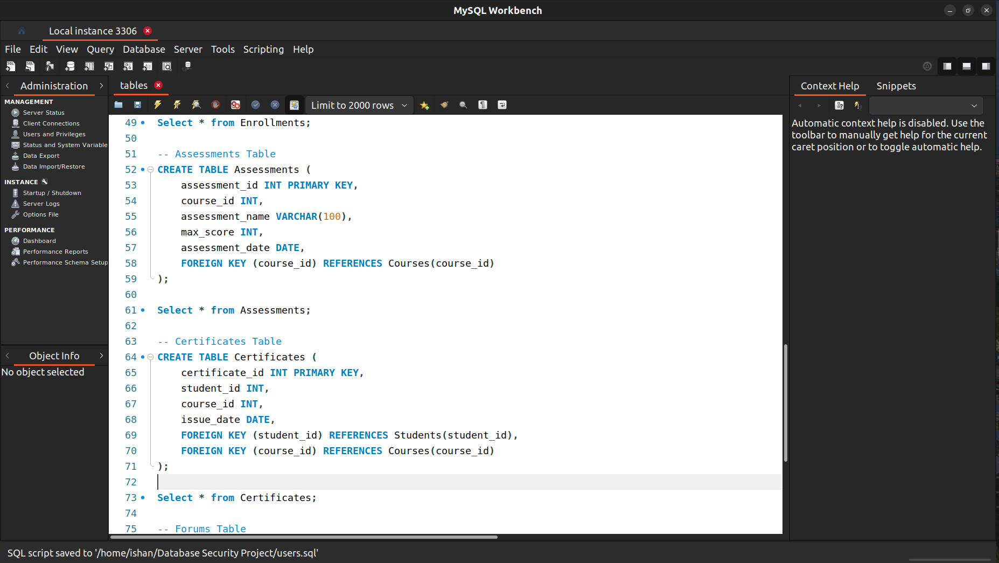 MySQL Workbench
Local instance 3306
File Edit View Query Database Server Tools Scripting Help
Administration
MANAGEMENT
Server Status
Client Connections
Users and Privileges
Status and System Variable
Data Export
Data Import/Restore
INSTANCE
Startup / Shutdown
Server Logs
Options File
PERFORMANCE
Dashboard
Performance Reports
Performance Schema Setup
Object Info
No object selected
tables
Limit to 2000 rows
49 Select * from Enrollments;
50
51 -- Assessments Table
52 CREATE TABLE Assessments (
53 assessment_id INT PRIMARY KEY,
54 course_id INT,
55 assessment_name VARCHAR(100),
56 max_score INT,
57 assessment_date DATE,
58 FOREIGN KEY (course_id) REFERENCES Courses(course_id)
59 );
60
61 Select * from Assessments;
62
63 -- Certificates Table
64 CREATE TABLE Certificates (
65 certificate_id INT PRIMARY KEY,
66 student_id INT,
67 course_id INT,
68 issue_date DATE,
69 FOREIGN KEY (student_id) REFERENCES Students(student_id),
70 FOREIGN KEY (course_id) REFERENCES Courses(course_id)
71 );
72
73 Select * from Certificates;
74
75 -- Forums Table
Context Help Snippets
Automatic context help is disabled. Use the
toolbar to manually get help for the current
caret position or to toggle automatic help.
SQL script saved to '/home/ishan/Database Security Project/users.sql'